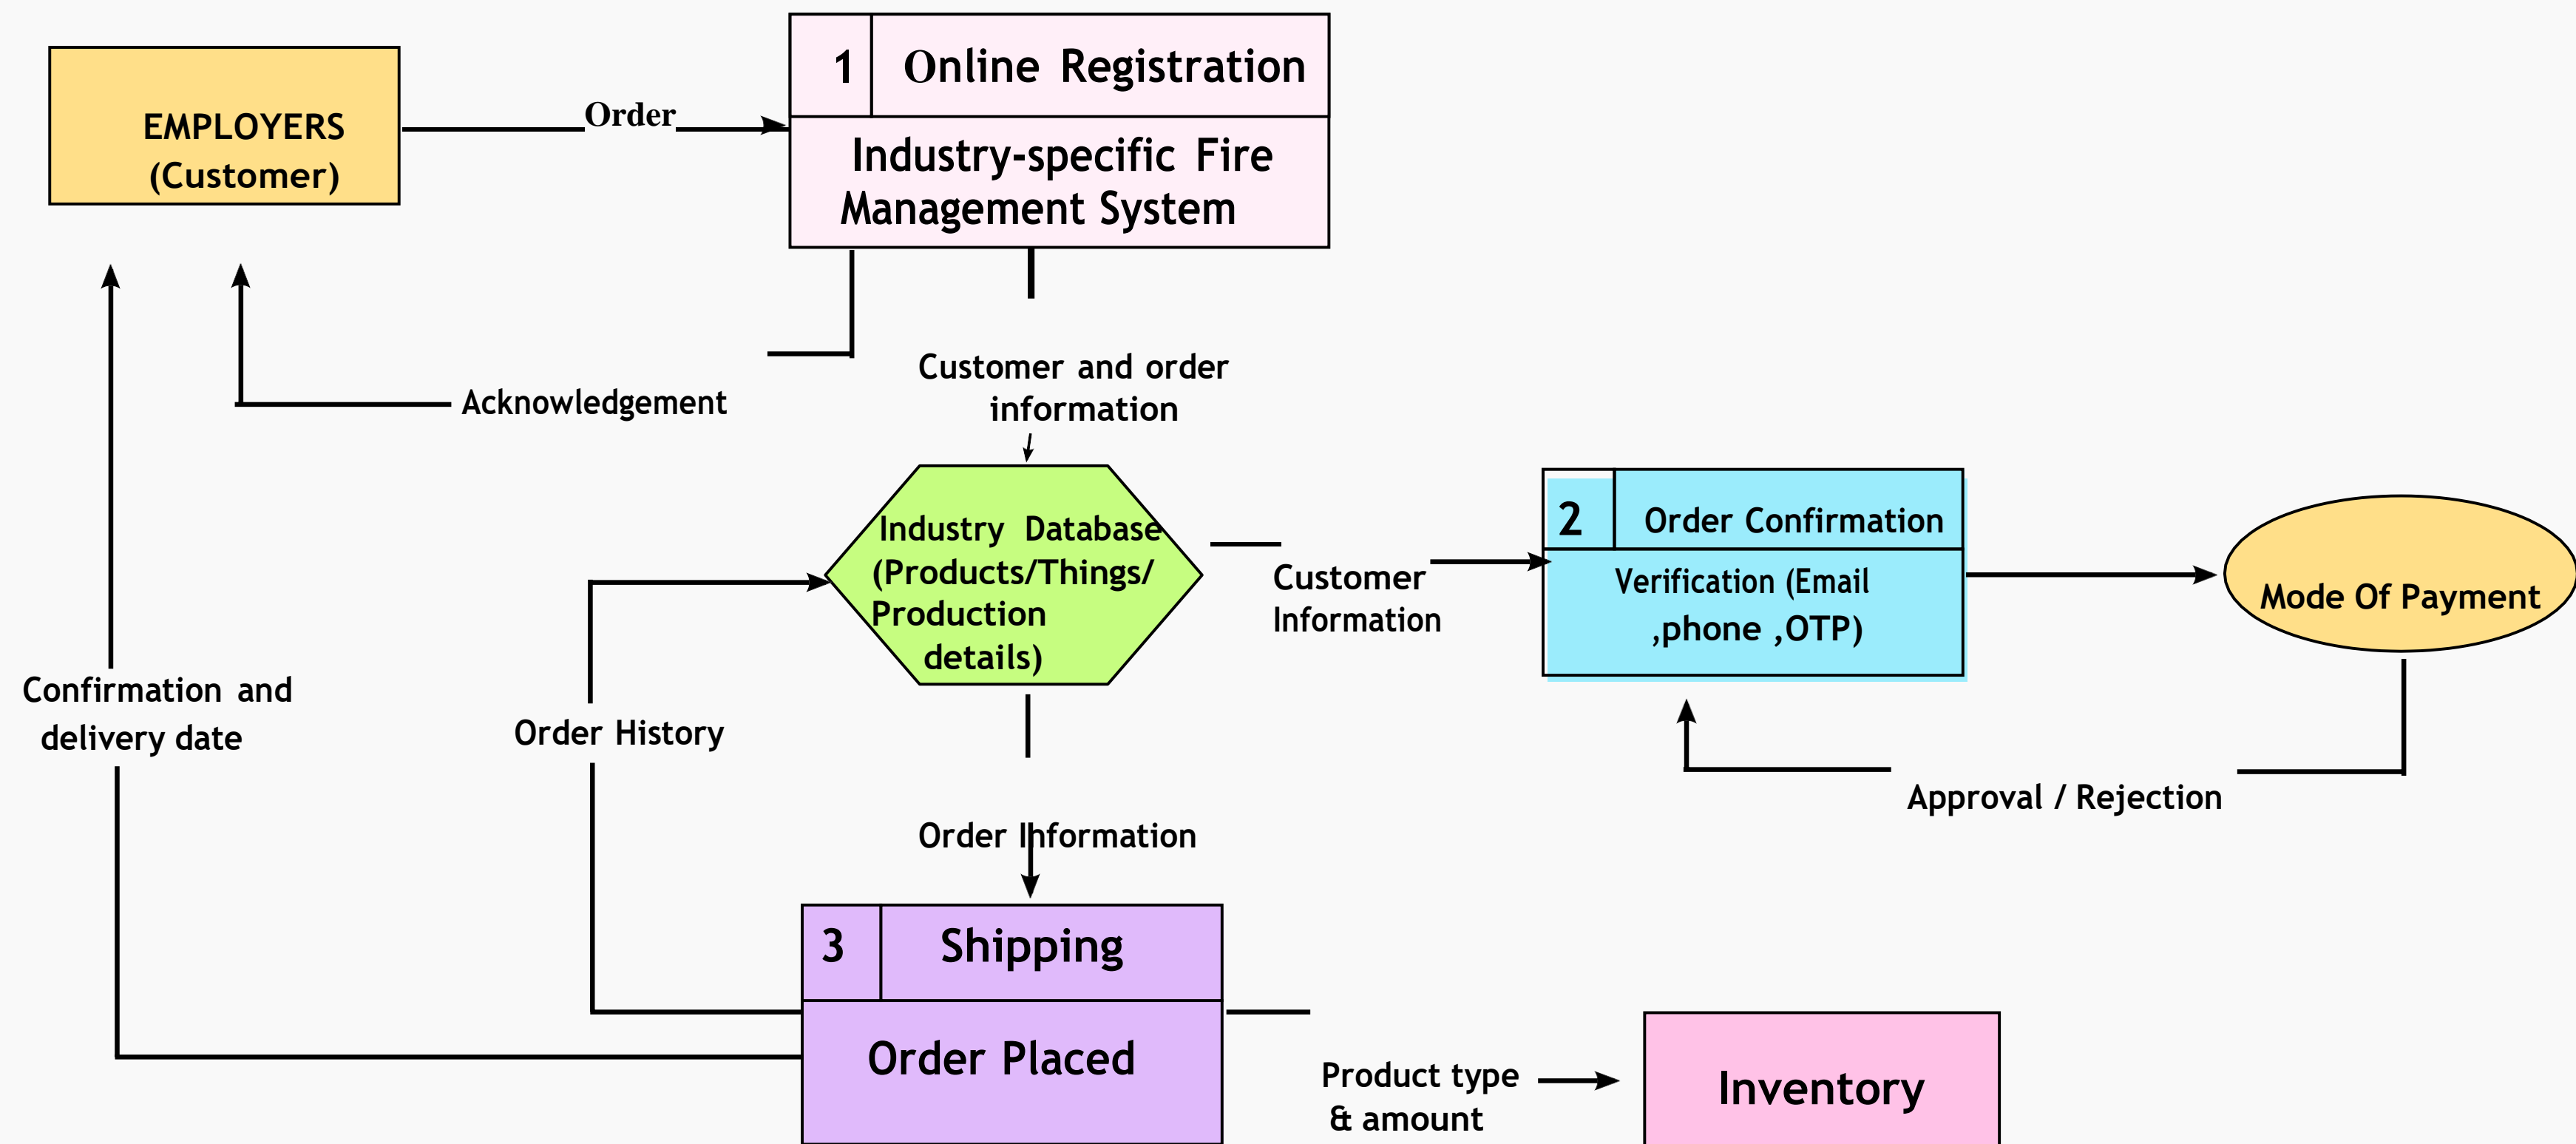 1 Online Registration
EMPLOYERS
(Customer)
Order
Industry-specific Fire
Management System
Acknowledgement
Customer and order
information
Industry Database
(Products/Things/
Production
details)
Customer
Information
2 Order Confirmation
Verification (Email
,phone ,OTP)
Mode Of Payment
Confirmation and
delivery date
Order History
Approval / Rejection
Order Information
3 Shipping
Order Placed
Product type
& amount
Inventory